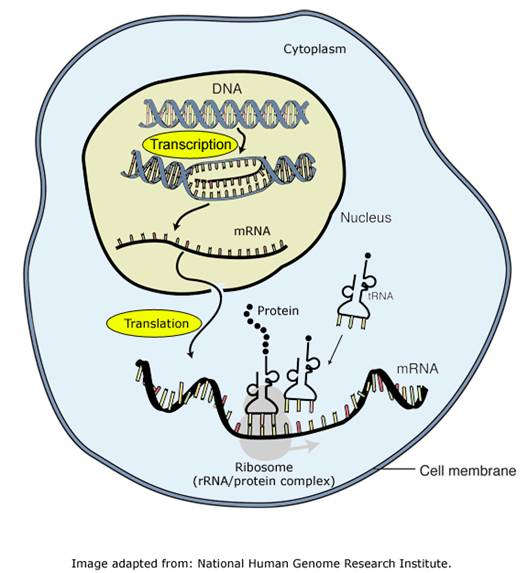 Cytoplasm
DNA
Transcription
mRNA
Nucleus
tRNA
Translation
Protein
mRNA
Ribosome
(rRNA/protein complex)
Cell membrane
Image adapted from: National Human Genome Research Institute.